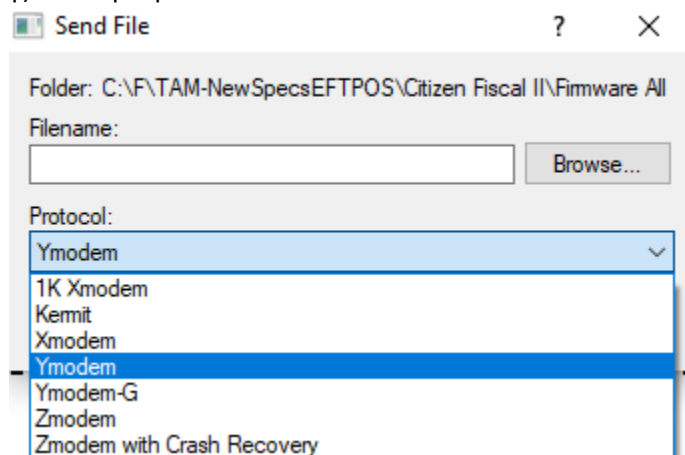 Send File ?
Folder: C:\F\TAM-NewSpecsEFTPOS\Citizen Fiscal II\Firmware All
Filename:
Browse...
Protocol:
Ymodem
1K Xmodem
Kermit
Xmodem
Ymodem
Ymodem-G
Zmodem
Zmodem with Crash Recovery